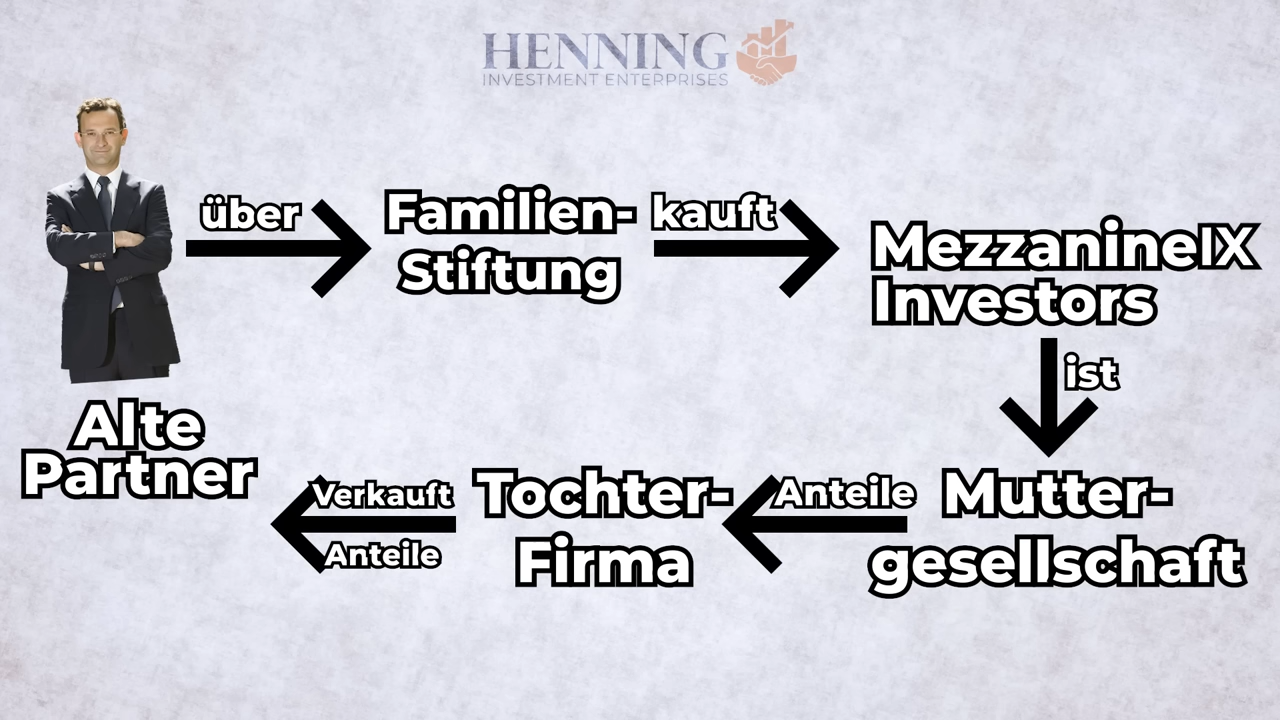 HENNING
INVESTMENT ENTERPRISES
über
Familien-
Stiftung
kauft
MezzanineIX
Investors
ist
Alte
Partner
Verkauft
Anteile
Tochter-
Firma
Anteile
Mutter-
gesellschaft